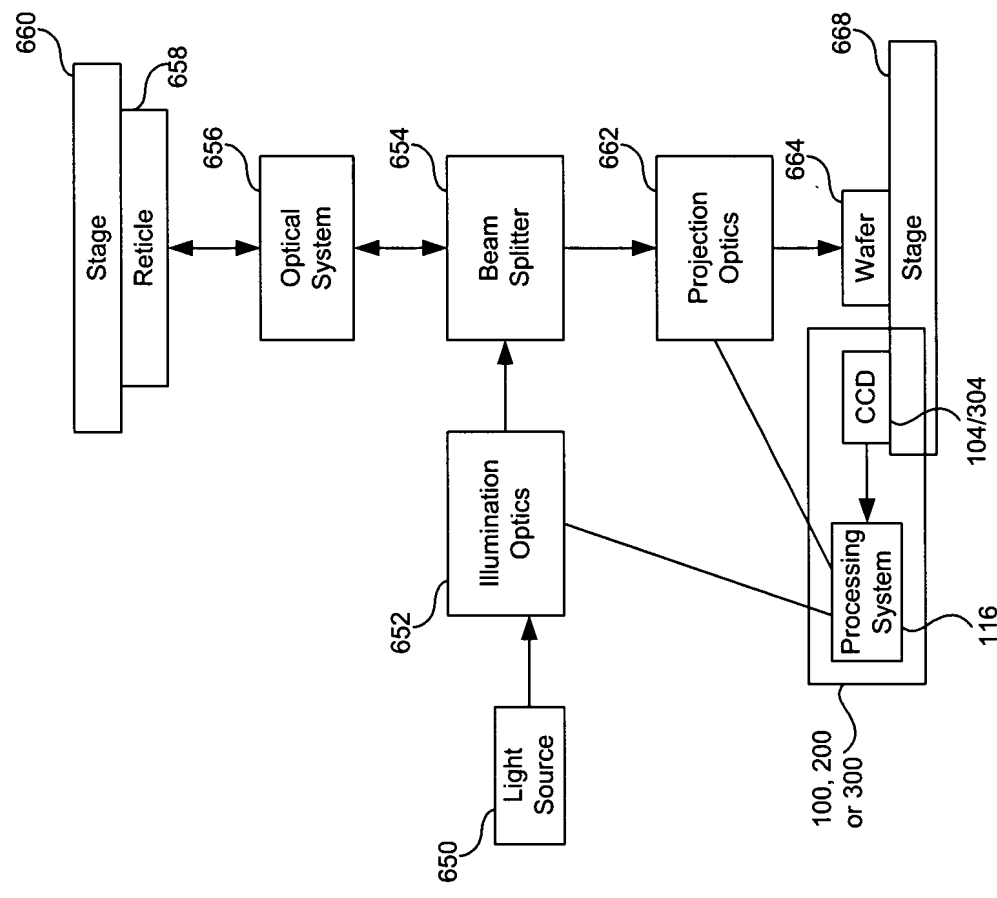 660
Stage
Reticle
658
656
Optical
System
654
Beam
Splitter
662
Projection
Optics
664
Wafer
Stage
668
652
Illumination
Optics
CCD
104/304
Processing
System
116
650
Light
Source
100, 200
or 300